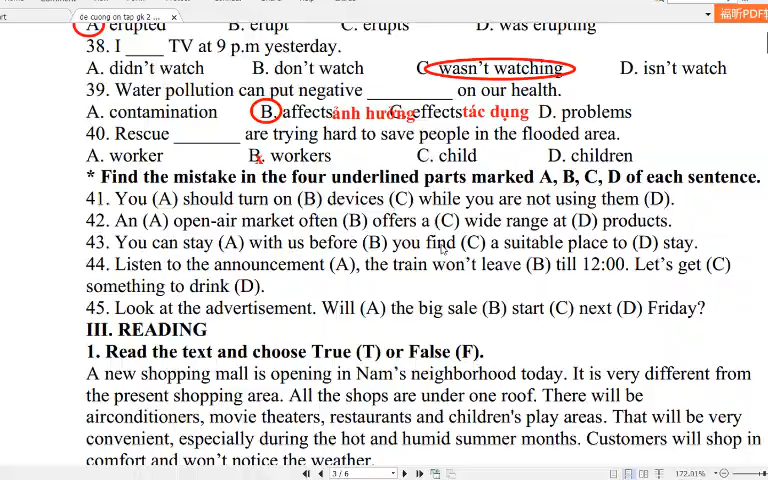 de cuong on tap gk 2 ...
福昕PDF
A. erupted B. erupt C. erupts D. was erupting
38. I ____ TV at 9 p.m yesterday.
A. didn't watch B. don't watch C. wasn't watching D. isn't watch
39. Water pollution can put negative _________ on our health.
A. contamination B. affects ảnh hưởng C. effects tác dụng D. problems
40. Rescue _______ are trying hard to save people in the flooded area.
A. worker B. workers C. child D. children
* Find the mistake in the four underlined parts marked A, B, C, D of each sentence.
41. You (A) should turn on (B) devices (C) while you are not using them (D).
42. An (A) open-air market often (B) offers a (C) wide range at (D) products.
43. You can stay (A) with us before (B) you find (C) a suitable place to (D) stay.
44. Listen to the announcement (A), the train won't leave (B) till 12:00. Let's get (C)
something to drink (D).
45. Look at the advertisement. Will (A) the big sale (B) start (C) next (D) Friday?
III. READING
1. Read the text and choose True (T) or False (F).
A new shopping mall is opening in Nam's neighborhood today. It is very different from
the present shopping area. All the shops are under one roof. There will be
airconditioners, movie theaters, restaurants and children's play areas. That will be very
convenient, especially during the hot and humid summer months. Customers will shop in
comfort and won't notice the weather.
3 / 6 172.01%